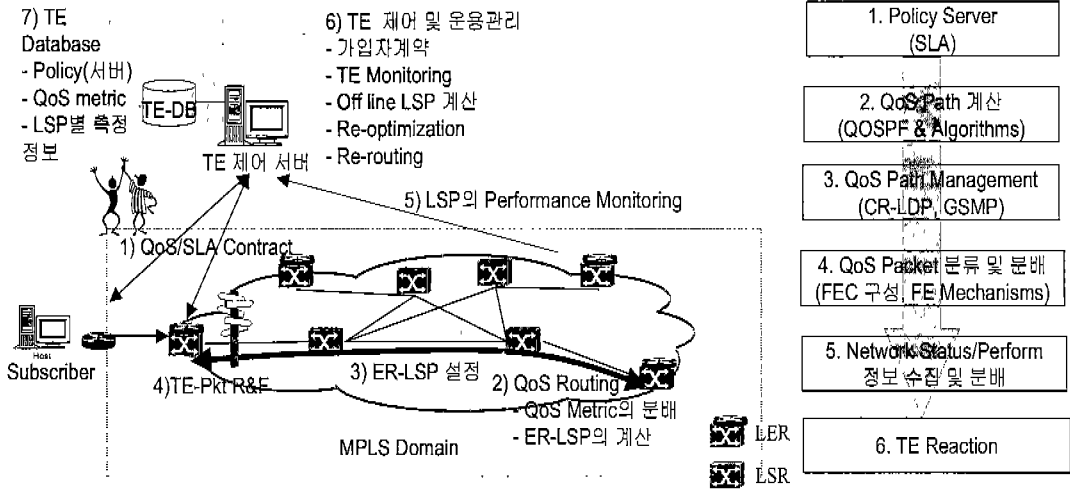 7) TE
Database
- Policy(서버)
- QoS metric
- LSP별 측정
정보
TE-DB
TE 제어 서버
6) TE 제어 및 운용관리
- 가입자계약
- TE Monitoring
- Off line LSP 계산
- Re-optimization
- Re-routing
5) LSP의 Performance Monitoring
1) QoS/SLA Contract
Host
Subscriber
4)TE-Pkt R&F
3) ER-LSP 설정
2) QoS Routing
- QoS Metric의 분배
- ER-LSP의 계산
MPLS Domain
LER
LSR
1. Policy Server
(SLA)
2. QoS Path 계산
(QOSPF & Algorithms)
3. QoS Path Management
(CR-LDP, GSMP)
4. QoS Packet 분류 및 분배
(FEC 구성, FE Mechanisms)
5. Network Status/Perform
정보 수집 및 분배
6. TE Reaction